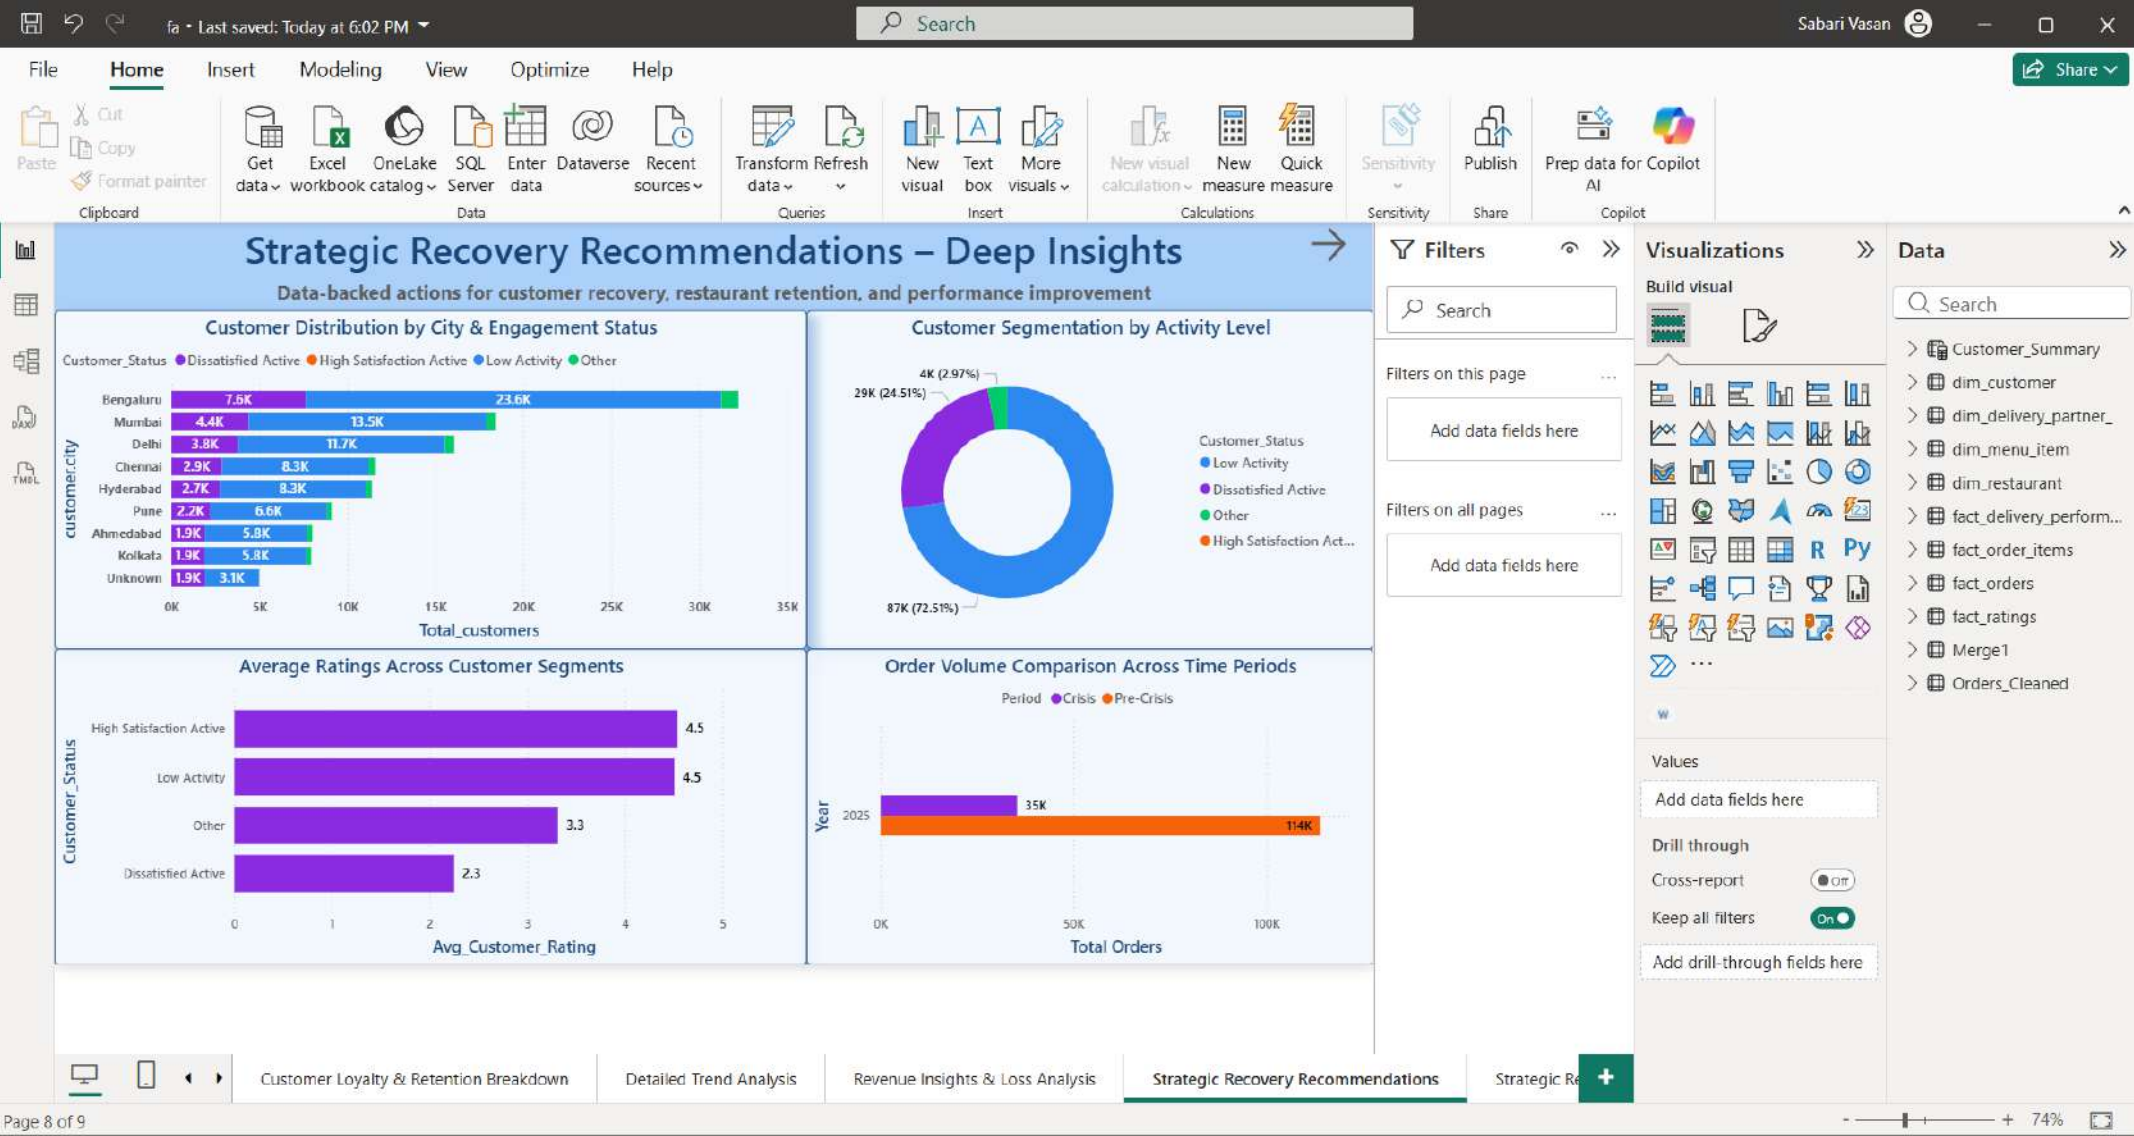 fa • Last saved: Today at 6:02 PM
Search
Sabari Vasan
File Home Insert Modeling View Optimize Help
Share
Paste
Cut
Copy
Format painter
Clipboard
Get data
Excel workbook
OneLake catalog
SQL Server
Enter data
Dataverse
Recent sources
Data
Transform data
Refresh
Queries
New visual
Text box
More visuals
Insert
New visual calculation
New measure
Quick measure
Calculations
Sensitivity
Sensitivity
Publish
Share
Prep data for AI
Copilot
Copilot
DAX
TMDL
Strategic Recovery Recommendations – Deep Insights
Data-backed actions for customer recovery, restaurant retention, and performance improvement
Customer Distribution by City & Engagement Status
Customer_Status Dissatisfied Active High Satisfaction Active Low Activity Other
customer.city
Bengaluru 7.6K 23.6K
Mumbai 4.4K 13.5K
Delhi 3.8K 11.7K
Chennai 2.9K 8.3K
Hyderabad 2.7K 8.3K
Pune 2.2K 6.6K
Ahmedabad 1.9K 5.8K
Kolkata 1.9K 5.8K
Unknown 1.9K 3.1K
0K 5K 10K 15K 20K 25K 30K 35K
Total_customers
Customer Segmentation by Activity Level
4K (2.97%)
29K (24.51%)
87K (72.51%)
Customer_Status
Low Activity
Dissatisfied Active
Other
High Satisfaction Act...
Average Ratings Across Customer Segments
Customer_Status
High Satisfaction Active 4.5
Low Activity 4.5
Other 3.3
Dissatisfied Active 2.3
0 1 2 3 4 5
Avg_Customer_Rating
Order Volume Comparison Across Time Periods
Period Crisis Pre-Crisis
Year
2025
35K
114K
0K 50K 100K
Total Orders
Filters
Search
Filters on this page ...
Add data fields here
Filters on all pages ...
Add data fields here
Visualizations
Build visual
123
R Py
...
W
Values
Add data fields here
Drill through
Cross-report Off
Keep all filters On
Add drill-through fields here
Data
Search
Customer_Summary
dim_customer
dim_delivery_partner_
dim_menu_item
dim_restaurant
fact_delivery_perform...
fact_order_items
fact_orders
fact_ratings
Merge1
Orders_Cleaned
Customer Loyalty & Retention Breakdown
Detailed Trend Analysis
Revenue Insights & Loss Analysis
Strategic Recovery Recommendations
Strategic Re
+
Page 8 of 9
- + 74%